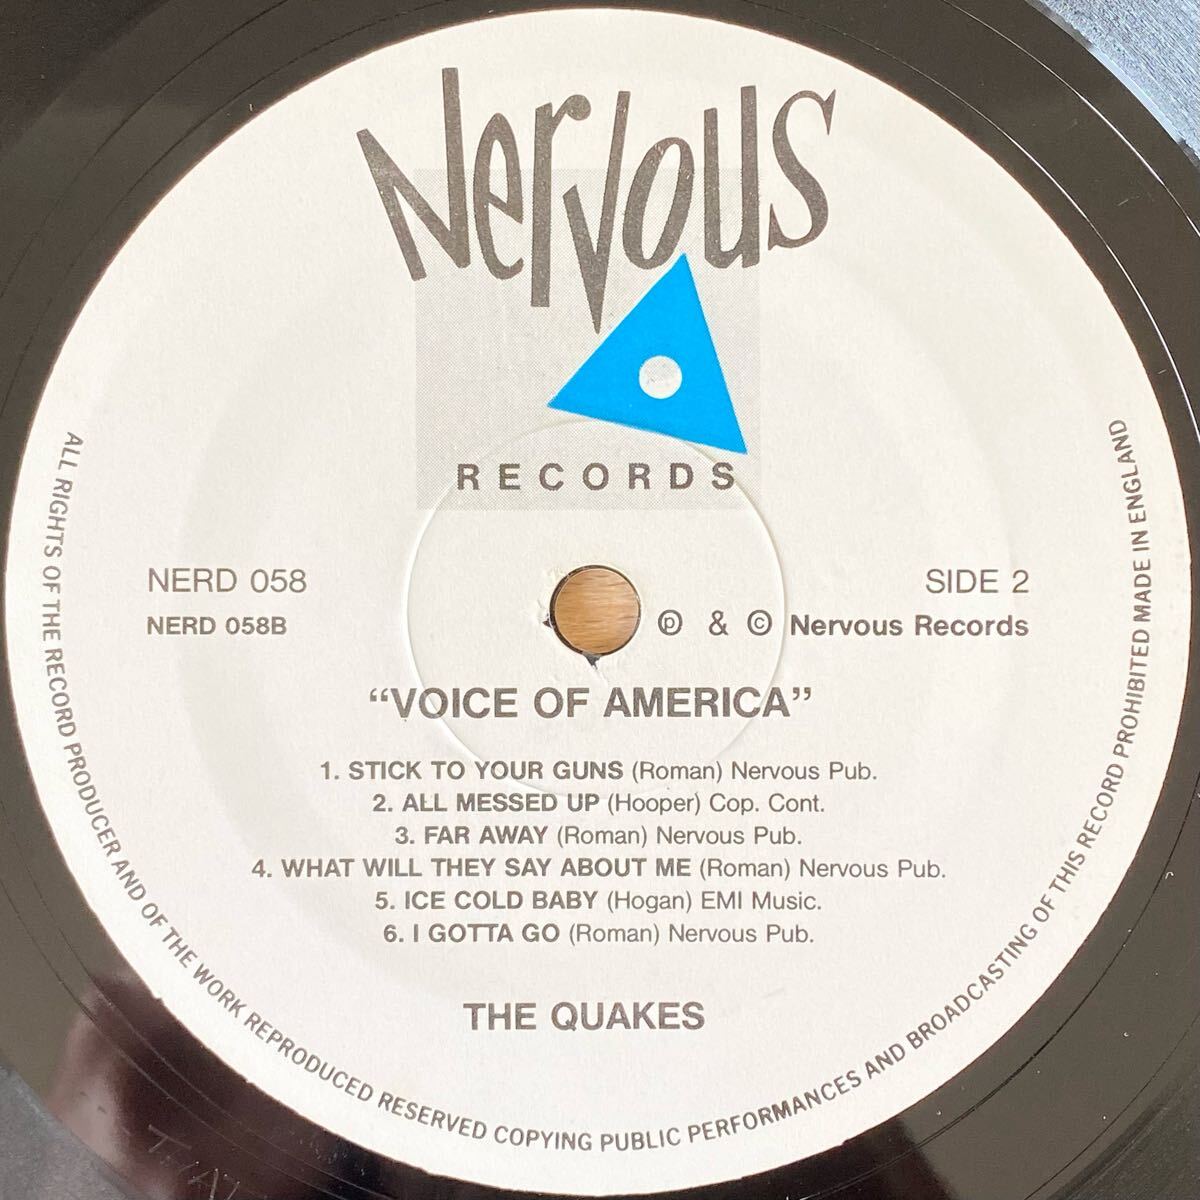 Nervous
RECORDS
NERD 058
SIDE 2
NERD 058B
℗ & © Nervous Records
“VOICE OF AMERICA”
1. STICK TO YOUR GUNS (Roman) Nervous Pub.
2. ALL MESSED UP (Hooper) Cop. Cont.
3. FAR AWAY (Roman) Nervous Pub.
4. WHAT WILL THEY SAY ABOUT ME (Roman) Nervous Pub.
5. ICE COLD BABY (Hogan) EMI Music.
6. I GOTTA GO (Roman) Nervous Pub.
THE QUAKES
ALL RIGHTS OF THE RECORD PRODUCER AND OF THE WORK REPRODUCED RESERVED COPYING PUBLIC PERFORMANCES AND BROADCASTING OF THIS RECORD PROHIBITED MADE IN ENGLAND